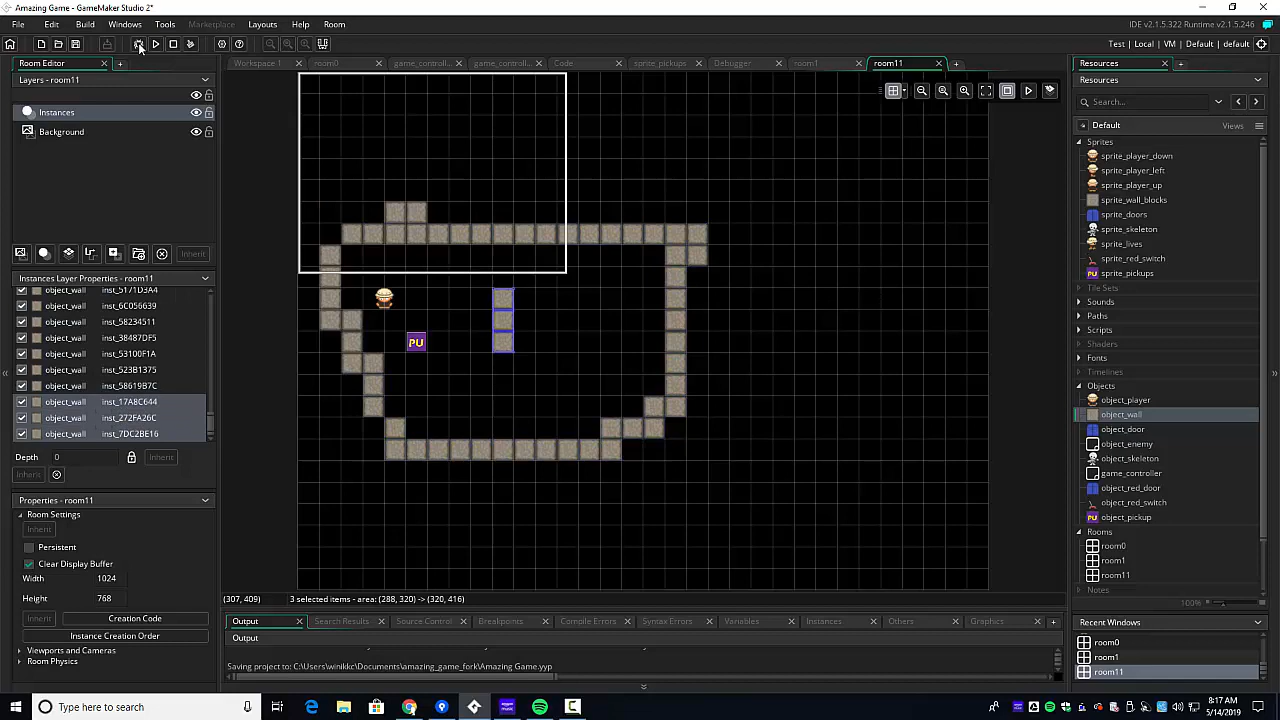 Amazing Game - GameMaker Studio 2*
File Edit Build Windows Tools Marketplace Layouts Help Room
IDE v2.1.5.322 Runtime v2.1.5.246
Test | Local | VM | Default | default
Room Editor
Workspace 1 room0 game_controll... game_controll... Code sprite_pickups Debugger room1 room11
Resources
Layers - room11
Resources
Instances
Search...
Background
Default Views
Sprites
sprite_player_down
sprite_player_left
sprite_player_up
sprite_wall_blocks
sprite_doors
sprite_skeleton
sprite_lives
sprite_red_switch
sprite_pickups
Tile Sets
Sounds
Paths
Scripts
Shaders
Fonts
Timelines
Objects
object_player
object_wall
object_door
object_enemy
object_skeleton
game_controller
object_red_door
object_red_switch
object_pickup
Rooms
room0
room1
room11
Notes
100%
Inherit
Instances Layer Properties - room11
object_wall inst_5171D3A4
object_wall inst_6C056639
object_wall inst_58234511
object_wall inst_38487DF5
object_wall inst_53100F1A
object_wall inst_523B1375
object_wall inst_58619B7C
object_wall inst_17A8C644
object_wall inst_272FA26C
object_wall inst_7DC2BE16
Depth 0 Inherit
Inherit
Properties - room11
Room Settings
Inherit
Persistent
Clear Display Buffer
Width 1024
Height 768
Inherit Creation Code
Instance Creation Order
Viewports and Cameras
Room Physics
PU
PU
PU
(307, 409) 3 selected items - area: (288, 320) -> (320, 416)
Output Search Results Source Control Breakpoints Compile Errors Syntax Errors Variables Instances Others Graphics
Output
Saving project to: C:\Users\winikkc\Documents\amazing_game_fork\Amazing Game.yyp
Recent Windows
room0
room1
room11
Type here to search
8:17 AM
5/14/2019